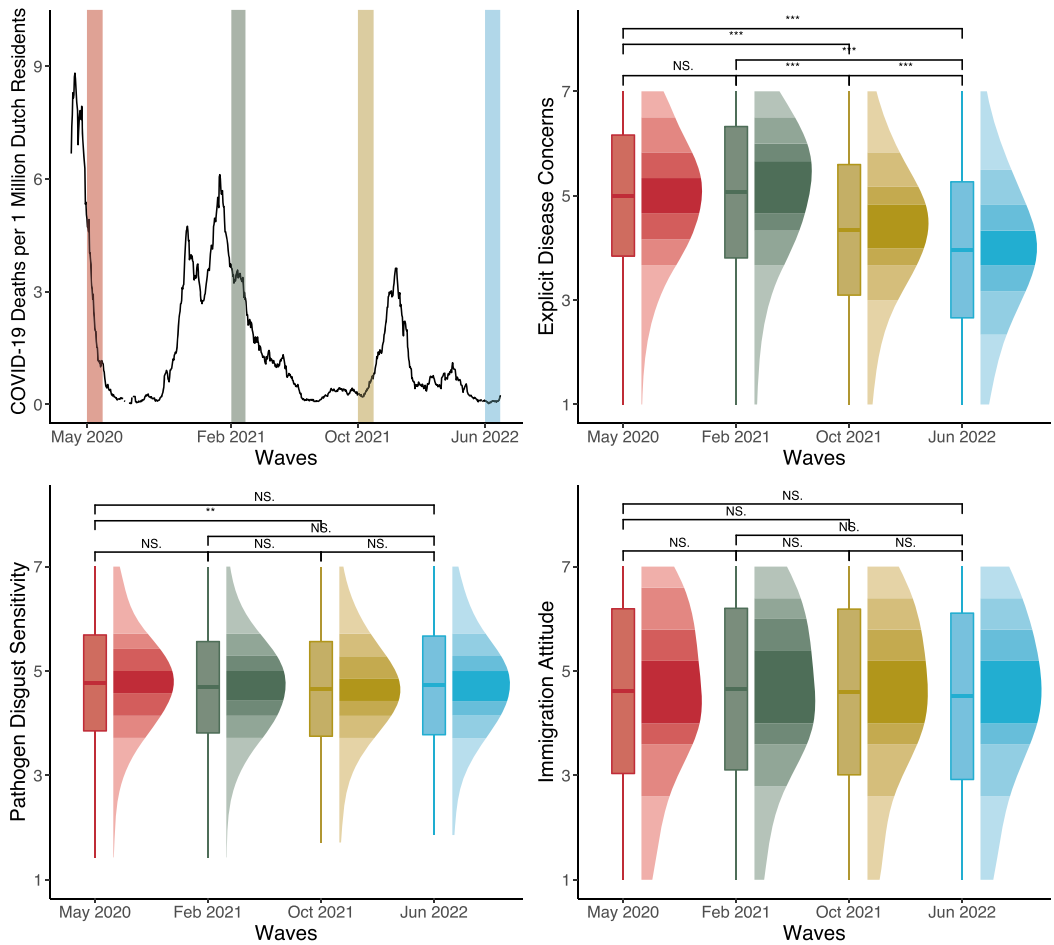 COVID-19 Deaths per 1 Million Dutch Residents
9
6
3
0
May 2020 Feb 2021 Oct 2021 Jun 2022
Waves
Explicit Disease Concerns
***
***
***
NS. *** ***
7
5
3
1
May 2020 Feb 2021 Oct 2021 Jun 2022
Waves
Pathogen Disgust Sensitivity
NS.
**
NS.
NS. NS. NS.
7
5
3
1
May 2020 Feb 2021 Oct 2021 Jun 2022
Waves
Immigration Attitude
NS.
NS.
NS.
NS. NS. NS.
7
5
3
1
May 2020 Feb 2021 Oct 2021 Jun 2022
Waves